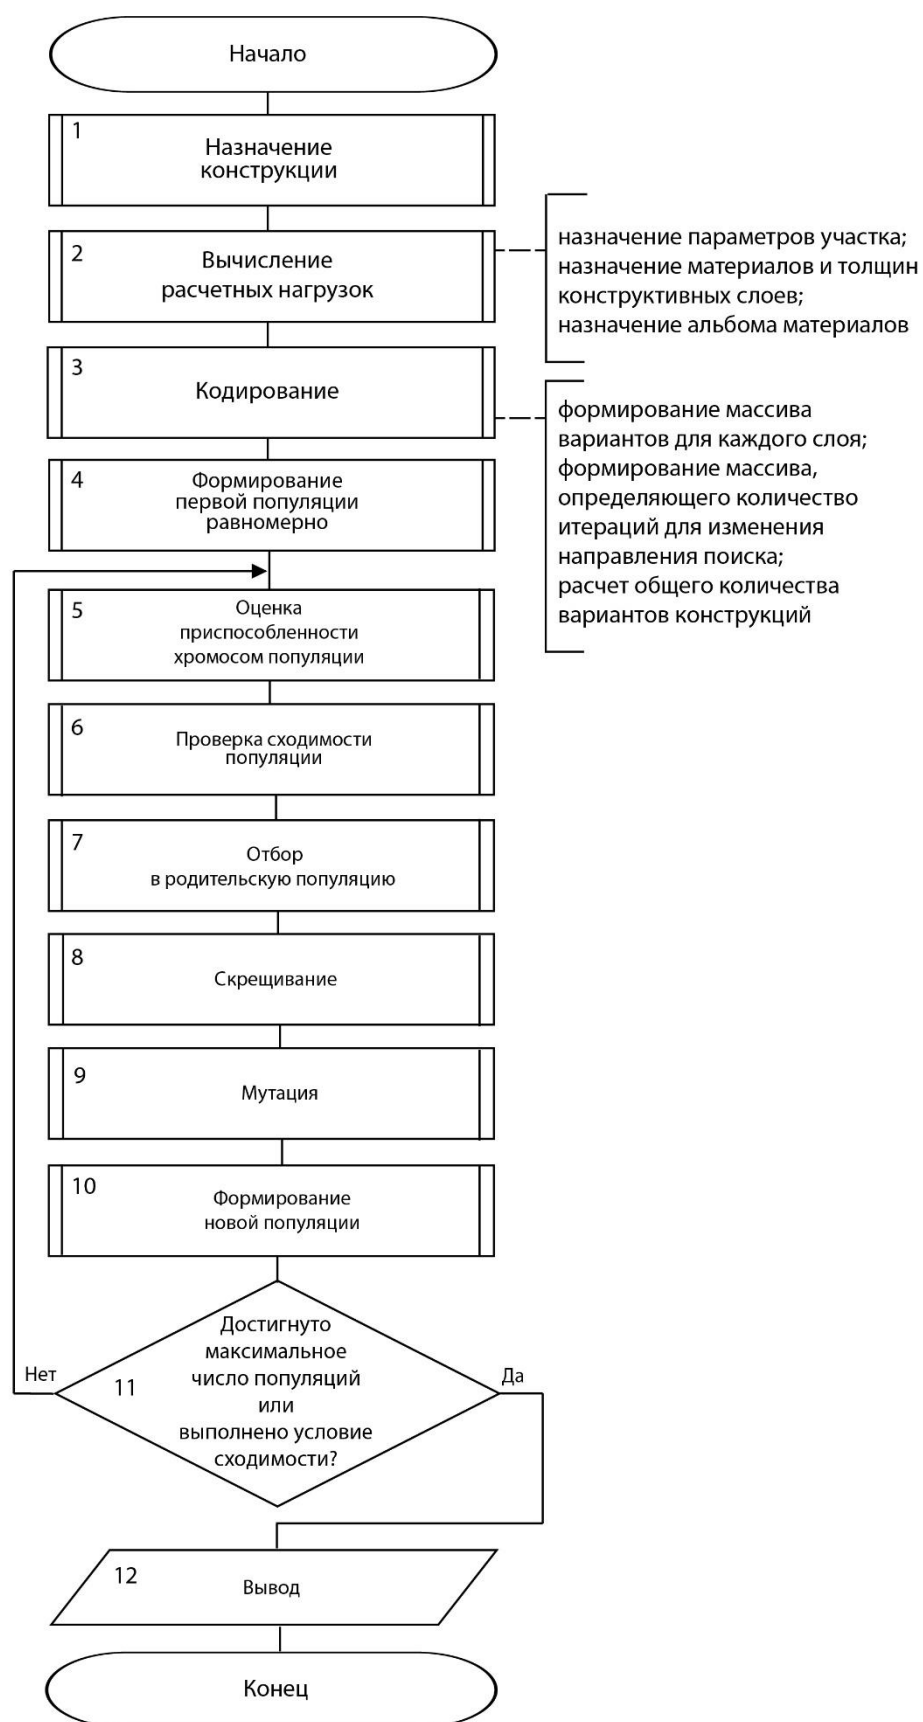 Начало
1
Назначение
конструкции
2
Вычисление
расчетных нагрузок
назначение параметров участка;
назначение материалов и толщин
конструктивных слоев;
назначение альбома материалов
3
Кодирование
формирование массива
вариантов для каждого слоя;
формирование массива,
определяющего количество
итераций для изменения
направления поиска;
расчет общего количества
вариантов конструкций
4
Формирование
первой популяции
равномерно
5
Оценка
приспособленности
хромосом популяции
6
Проверка сходимости
популяции
7
Отбор
в родительскую популяцию
8
Скрещивание
9
Мутация
10
Формирование
новой популяции
11
Достигнуто
максимальное
число популяций
или
выполнено условие
сходимости?
Нет
Да
12
Вывод
Конец